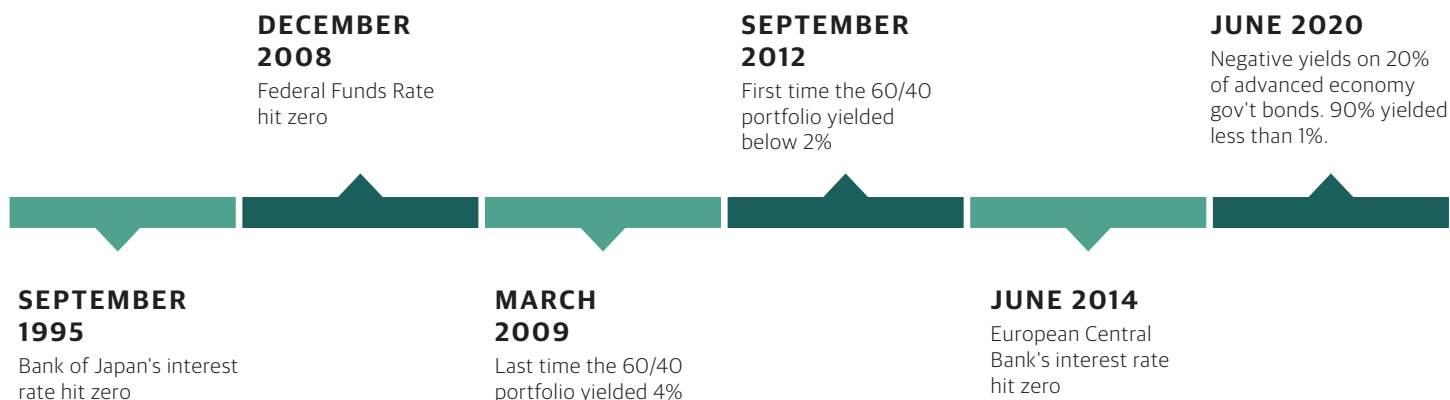 DECEMBER
2008
Federal Funds Rate
hit zero
SEPTEMBER
2012
First time the 60/40
portfolio yielded
below 2%
JUNE 2020
Negative yields on 20%
of advanced economy
gov't bonds. 90% yielded
less than 1%.
SEPTEMBER
1995
Bank of Japan's interest
rate hit zero
MARCH
2009
Last time the 60/40
portfolio yielded 4%
JUNE 2014
European Central
Bank's interest rate
hit zero